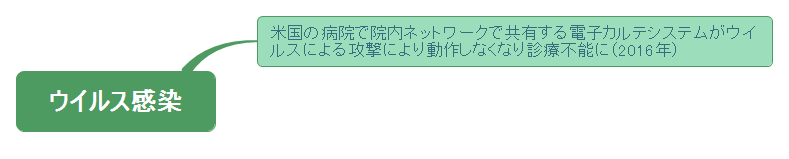 米国の病院で院内ネットワークで共有する電子カルテシステムがウイ
ルスによる攻撃により動作しなくなり診療不能に(2016年)
ウイルス感染